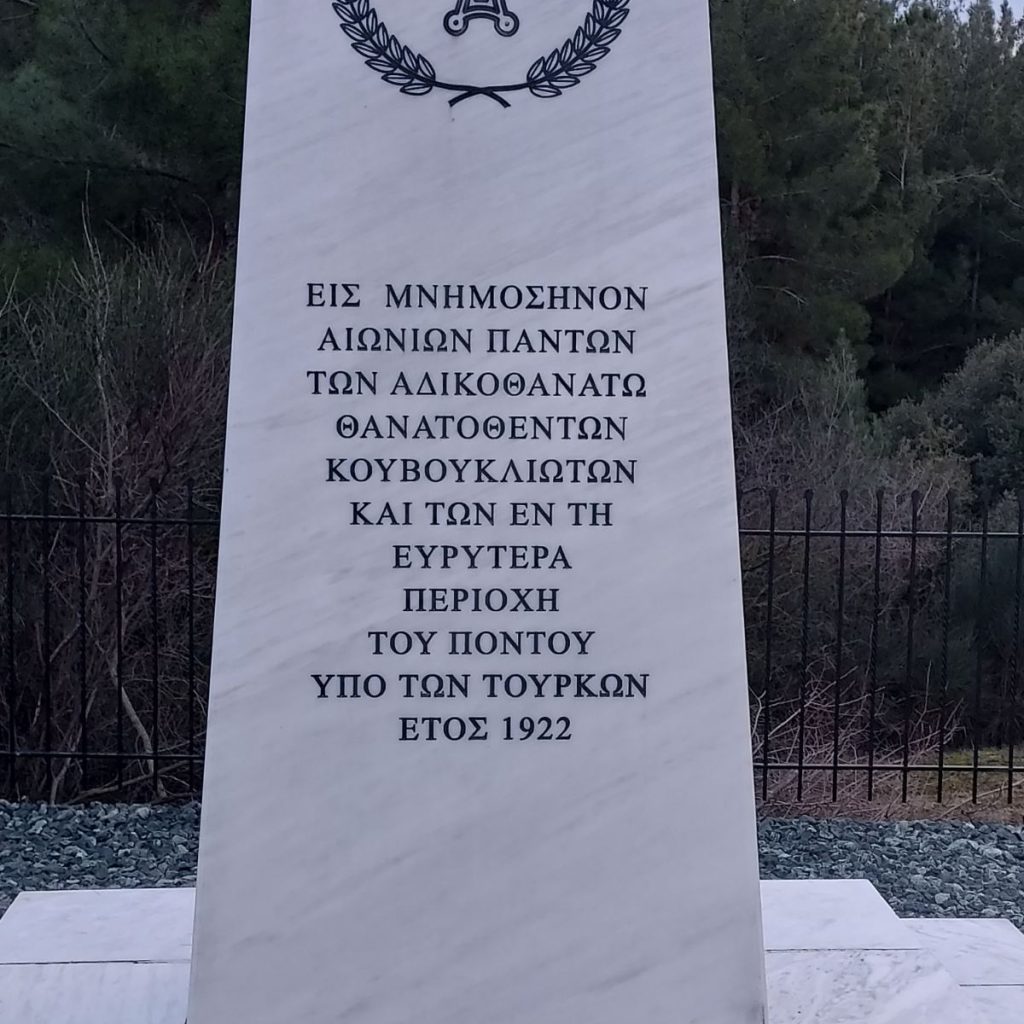 ΕΙΣ ΜΝΗΜΟΣΗΝΟΝ
ΑΙΩΝΙΩΝ ΠΑΝΤΩΝ
ΤΩΝ ΑΔΙΚΟΘΑΝΑΤΩ
ΘΑΝΑΤΟΘΕΝΤΩΝ
ΚΟΥΒΟΥΚΛΙΩΤΩΝ
ΚΑΙ ΤΩΝ ΕΝ ΤΗ
ΕΥΡΥΤΕΡΑ
ΠΕΡΙΟΧΗ
ΤΟΥ ΠΟΝΤΟΥ
ΥΠΟ ΤΩΝ ΤΟΥΡΚΩΝ
ΕΤΟΣ 1922